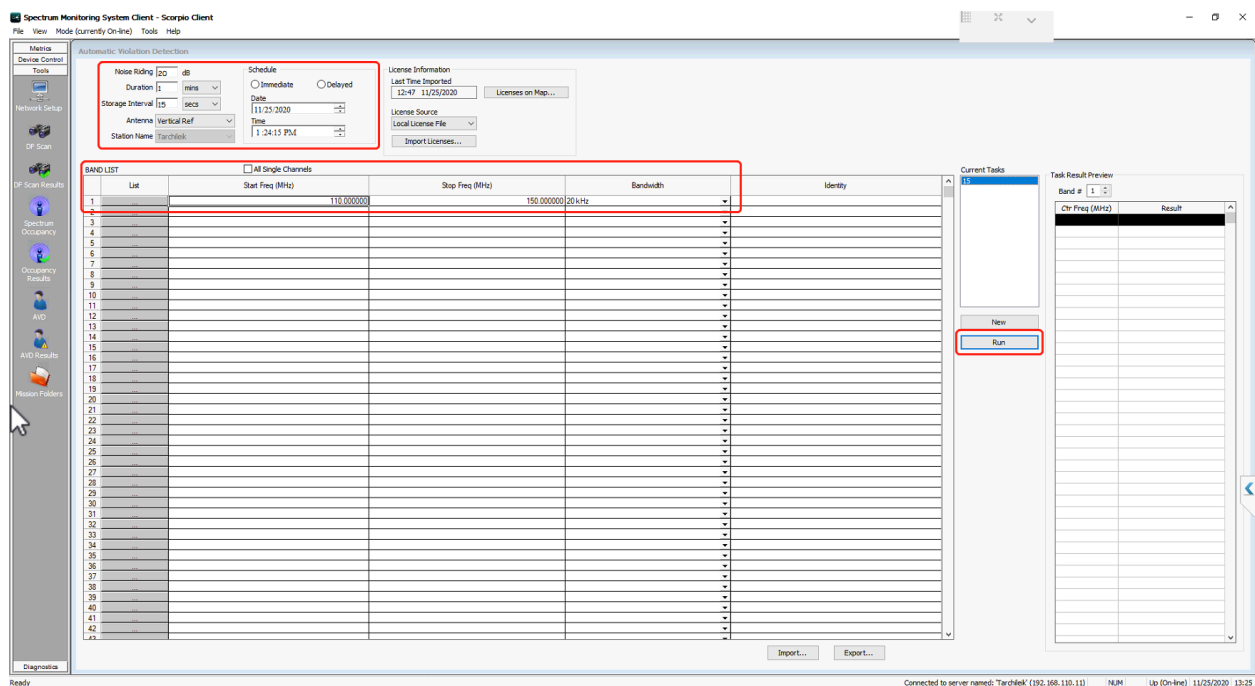 Spectrum Monitoring System Client - Scorpio Client
File View Mode (currently On-line) Tools Help
Metrics
Device Control
Tools
Network Setup
DF Scan
DF Scan Results
Spectrum
Occupancy
Occupancy
Results
AVD
AVD Results
Mission Folders
Diagnostics
Automatic Violation Detection
Noise Riding 20 dB
Duration 1 mins
Storage Interval 15 secs
Antenna Vertical Ref
Station Name Tarchileik
Schedule
Immediate Delayed
Date
11/25/2020
Time
1:24:15 PM
License Information
Last Time Imported
12:47 11/25/2020 Licenses on Map...
License Source
Local License File
Import Licenses...
BAND LIST All Single Channels
List Start Freq (MHz) Stop Freq (MHz) Bandwidth Identity
1 ... 110.000000 150.000000 20 kHz
2 ...
3 ...
4 ...
5 ...
6 ...
7 ...
8 ...
9 ...
10 ...
11 ...
12 ...
13 ...
14 ...
15 ...
16 ...
17 ...
18 ...
19 ...
20 ...
21 ...
22 ...
23 ...
24 ...
25 ...
26 ...
27 ...
28 ...
29 ...
30 ...
31 ...
32 ...
33 ...
34 ...
35 ...
36 ...
37 ...
38 ...
39 ...
40 ...
41 ...
42 ...
43
Import... Export...
Current Tasks
15
New
Run
Task Result Preview
Band # 1
Ctr Freq (MHz) Result
Ready Connected to server named: 'Tarchileik' (192.168.110.11) NUM Up (On-line) 11/25/2020 13:25